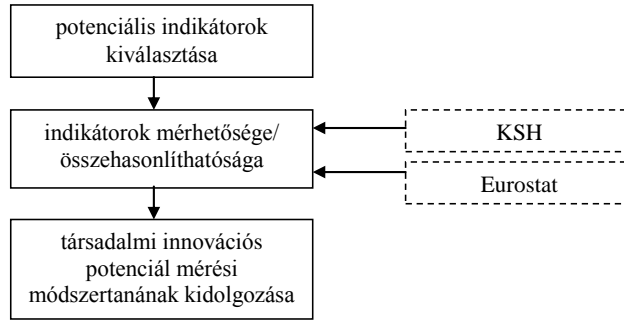 potenciális indikátorok
kiválasztása
indikátorok mérhetősége/
összehasonlíthatósága
KSH
Eurostat
társadalmi innovációs
potenciál mérési
módszertanának kidolgozása